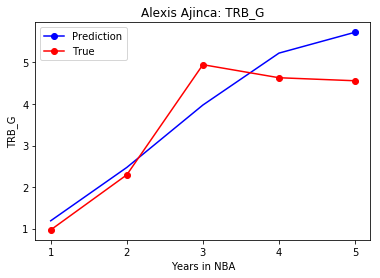 Alexis Ajinca: TRB_G
Prediction
True
TRB_G
5
4
3
2
1
1 2 3 4 5
Years in NBA